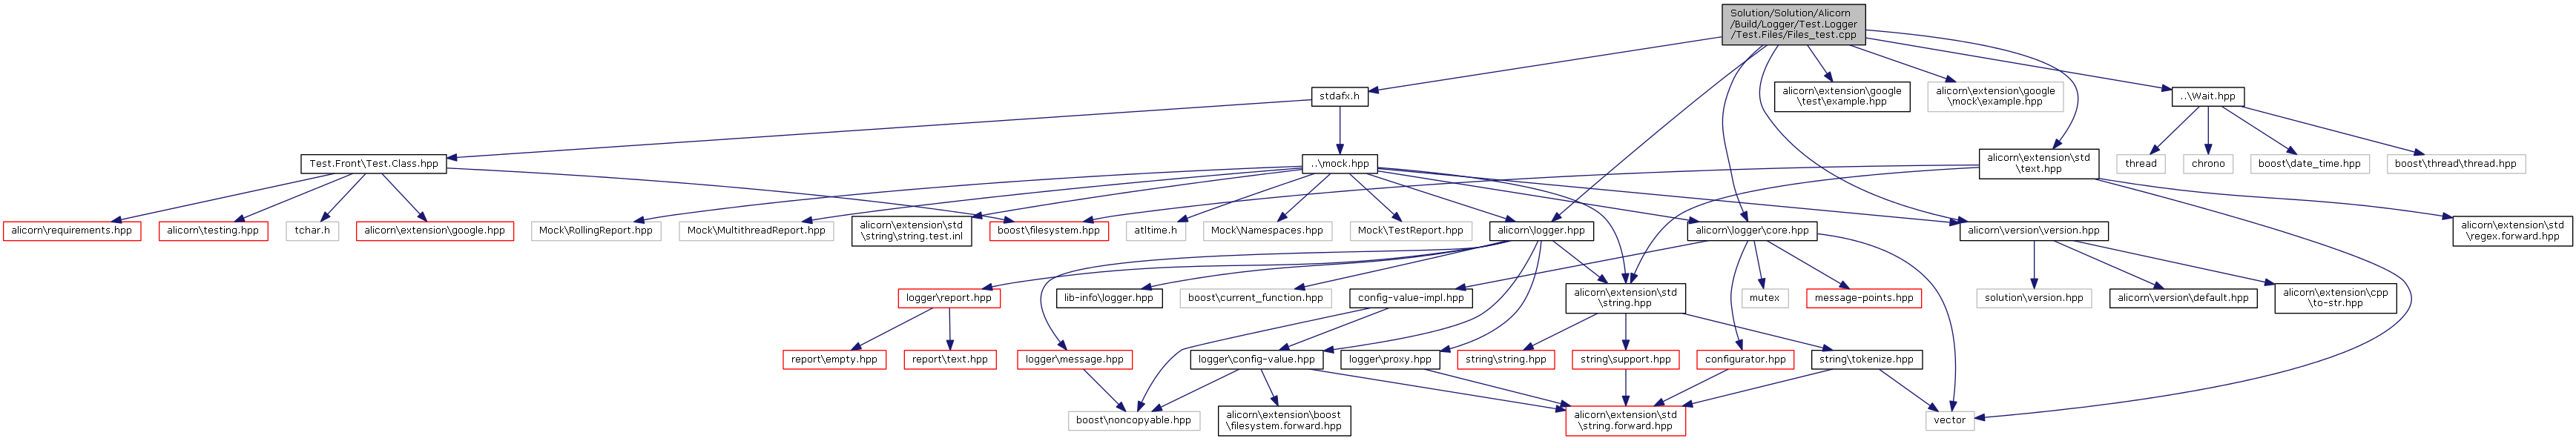 Solution/Solution/Alicorn
/Build/Logger/Test.Logger
/Test.Files/Files_test.cpp
stdafx.h
alicorn\extension\google
\test\example.hpp
alicorn\extension\google
\mock\example.hpp
..\Wait.hpp
Test.Front\Test.Class.hpp
..\mock.hpp
alicorn\extension\std
\text.hpp
thread
chrono
boost\date_time.hpp
boost\thread\thread.hpp
alicorn\requirements.hpp
alicorn\testing.hpp
tchar.h
alicorn\extension\google.hpp
Mock\RollingReport.hpp
Mock\MultithreadReport.hpp
alicorn\extension\std
\string\string.test.inl
boost\filesystem.hpp
atltime.h
Mock\Namespaces.hpp
Mock\TestReport.hpp
alicorn\logger.hpp
alicorn\logger\core.hpp
alicorn\version\version.hpp
alicorn\extension\std
\regex.forward.hpp
logger\report.hpp
lib-info\logger.hpp
boost\current_function.hpp
config-value-impl.hpp
alicorn\extension\std
\string.hpp
mutex
message-points.hpp
solution\version.hpp
alicorn\version\default.hpp
alicorn\extension\cpp
\to-str.hpp
report\empty.hpp
report\text.hpp
logger\message.hpp
logger\config-value.hpp
logger\proxy.hpp
string\string.hpp
string\support.hpp
configurator.hpp
string\tokenize.hpp
boost\noncopyable.hpp
alicorn\extension\boost
\filesystem.forward.hpp
alicorn\extension\std
\string.forward.hpp
vector